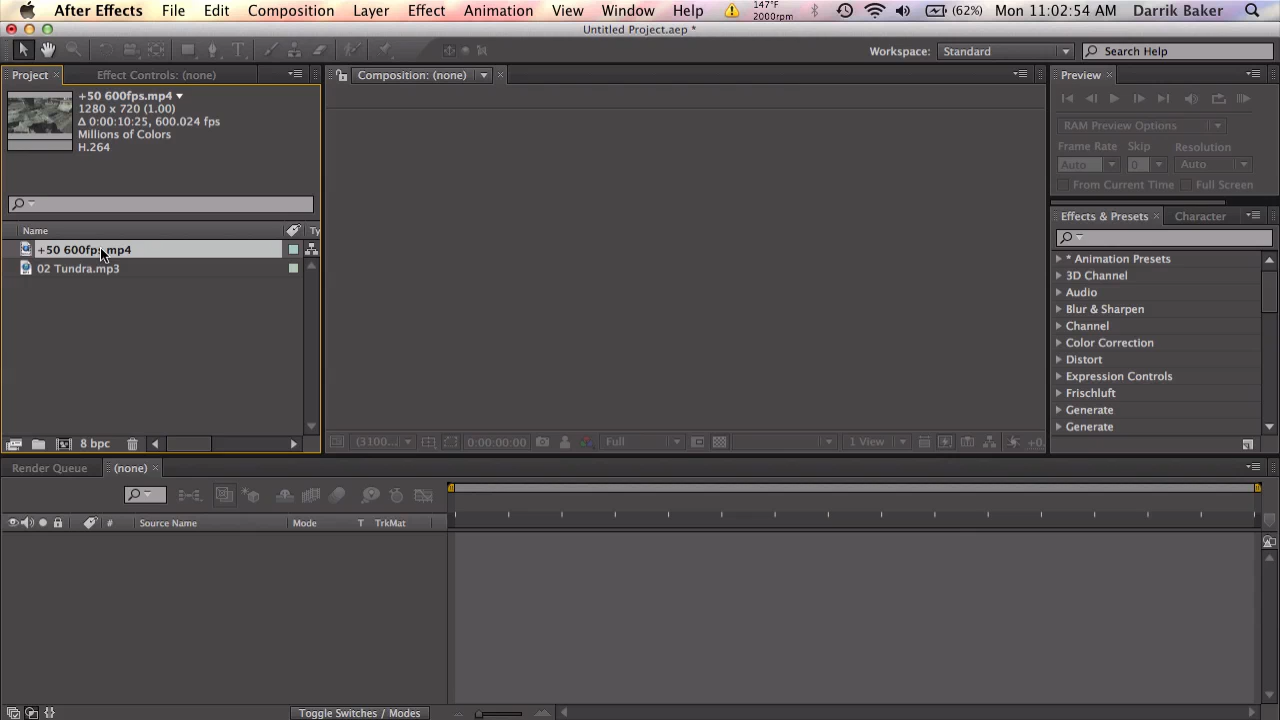 After Effects File Edit Composition Layer Effect Animation View Window Help 147°F 2000rpm (62%) Mon 11:02:54 AM Darrik Baker
Untitled Project.aep *
Workspace: Standard Search Help
Project Effect Controls: (none) Composition: (none) Preview
+50 600fps.mp4
1280 x 720 (1.00)
Δ 0:00:10:25, 600.024 fps
Millions of Colors
H.264
RAM Preview Options
Frame Rate Skip Resolution
Auto 0 Auto
From Current Time Full Screen
Effects & Presets Character
Name Ty
+50 600fps.mp4
02 Tundra.mp3
* Animation Presets
3D Channel
Audio
Blur & Sharpen
Channel
Color Correction
Distort
Expression Controls
Frischluft
Generate
Generate
8 bpc (3100... 0:00:00:00 Full 1 View +0.
Render Queue (none)
# Source Name Mode T TrkMat
Toggle Switches / Modes